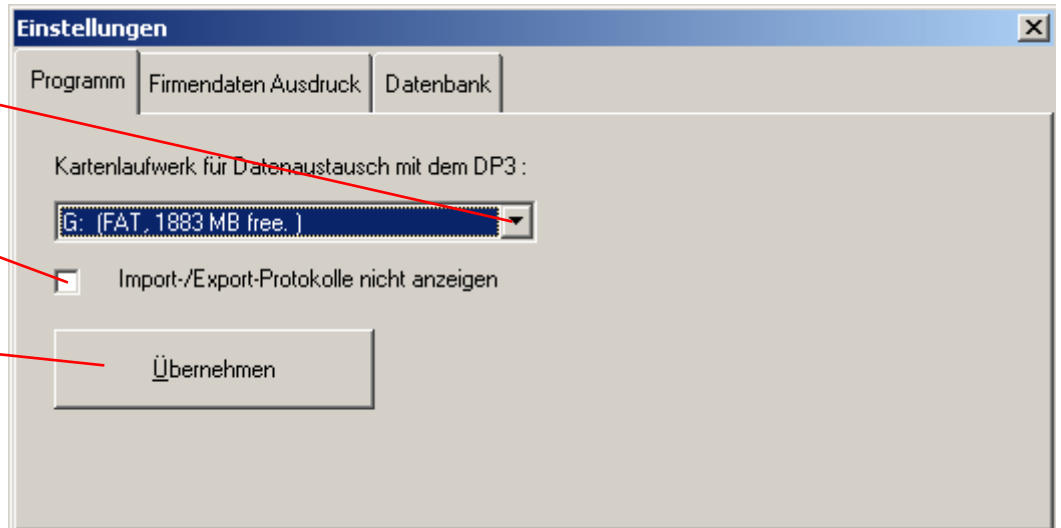 Einstellungen
Programm Firmendaten Ausdruck Datenbank
Kartenlaufwerk für Datenaustausch mit dem DP3 :
G: (FAT, 1883 MB free. )
Import-/Export-Protokolle nicht anzeigen
Übernehmen